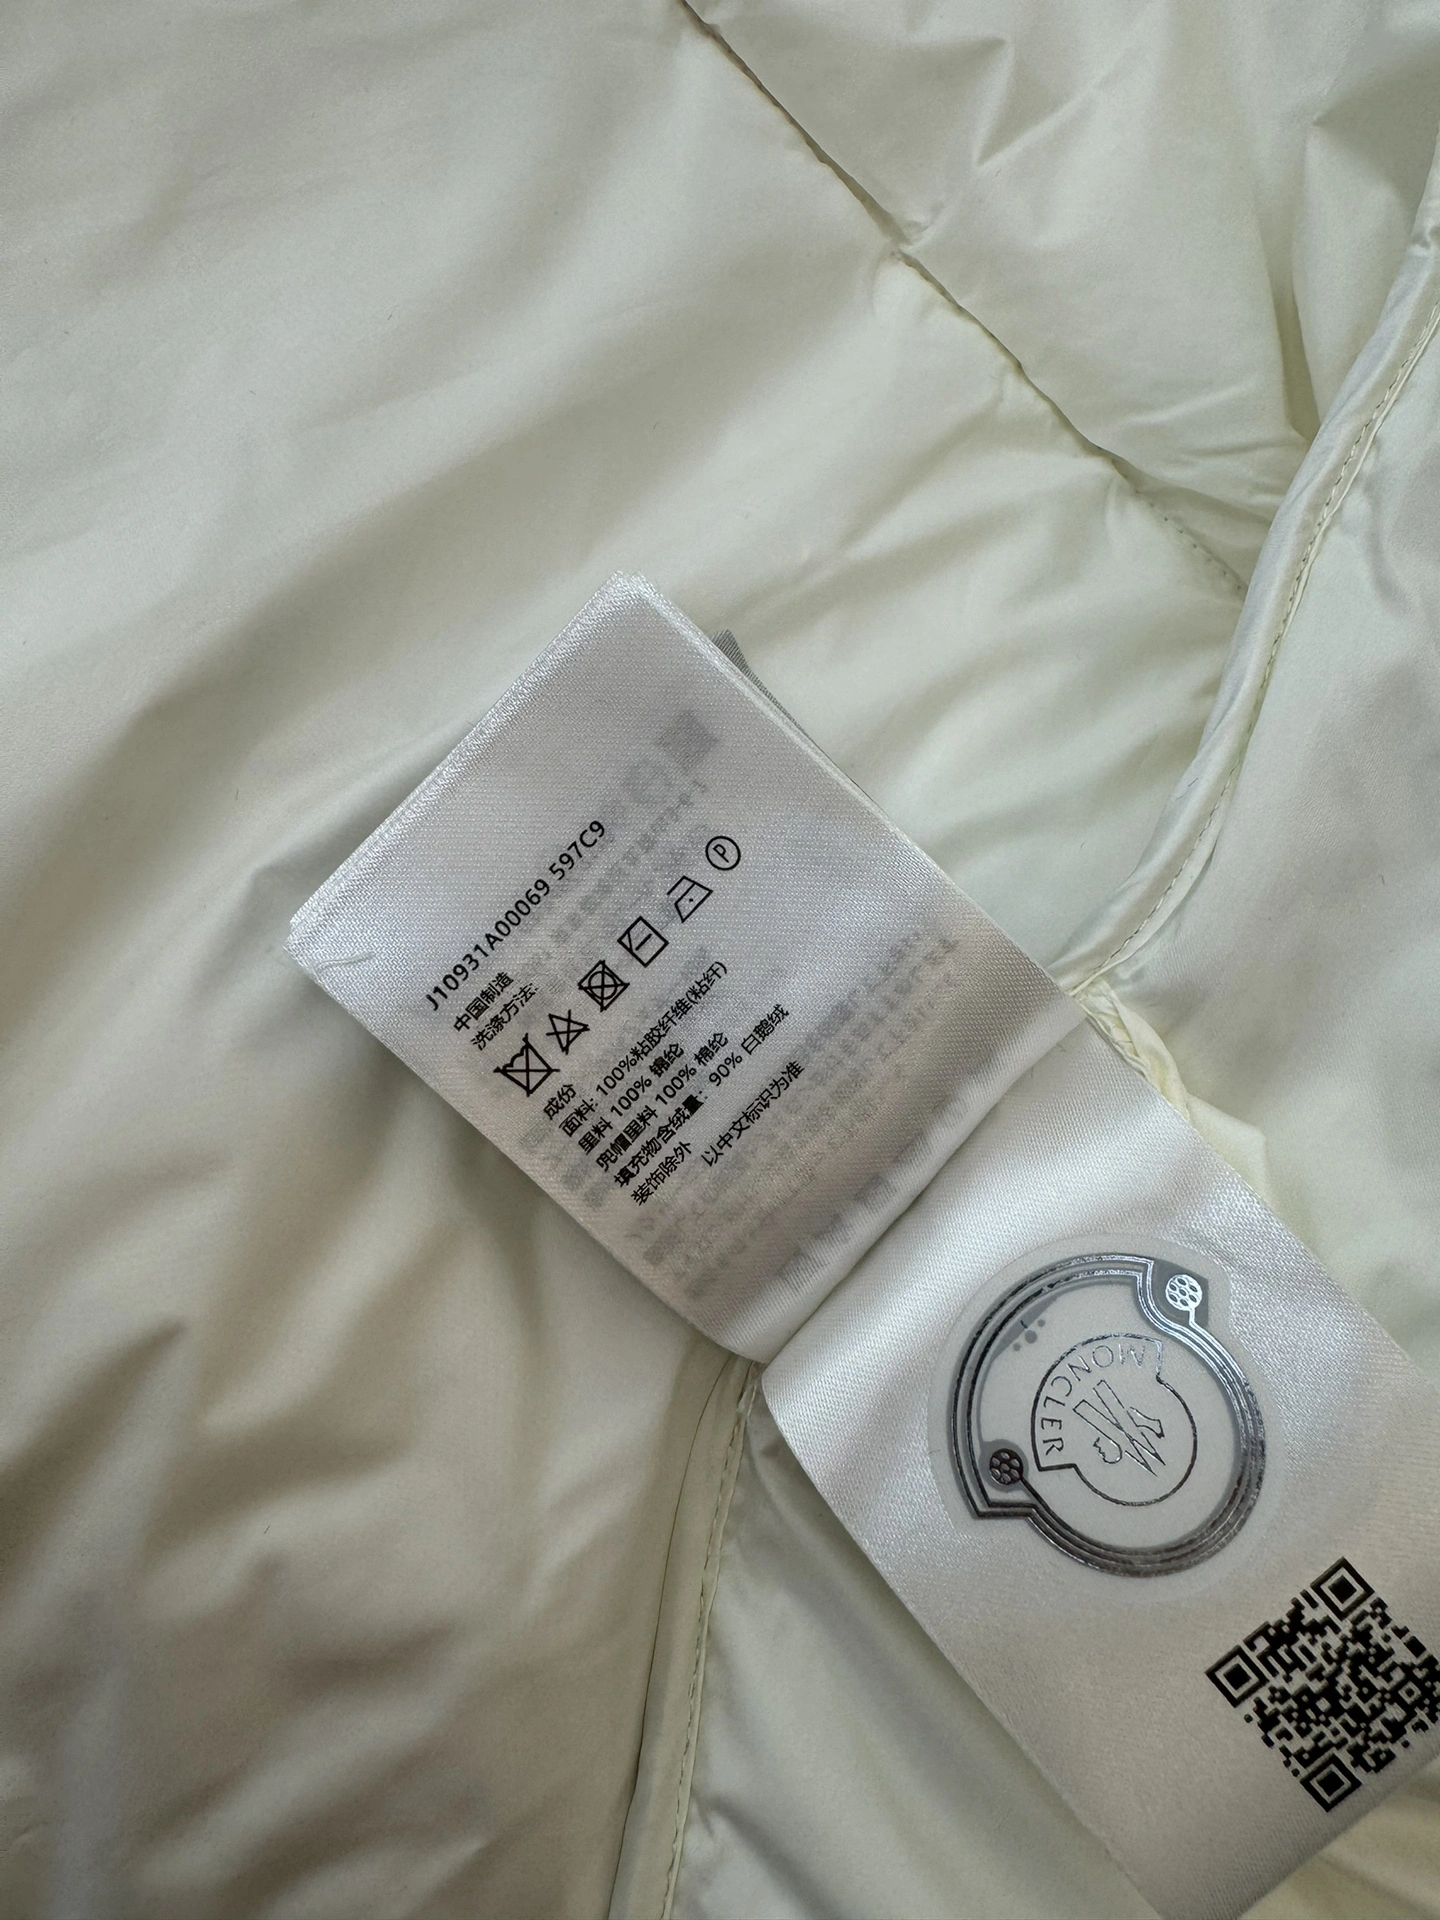 J10931A00069 597C9
中国制造
洗涤方法:
P
成份
面料: 100%粘胶纤维(粘纤)
里料 100% 锦纶
兜帽里料 100% 棉纶
填充物含绒量: 90% 白鹅绒
装饰除外 以中文标识为准
MONCLER